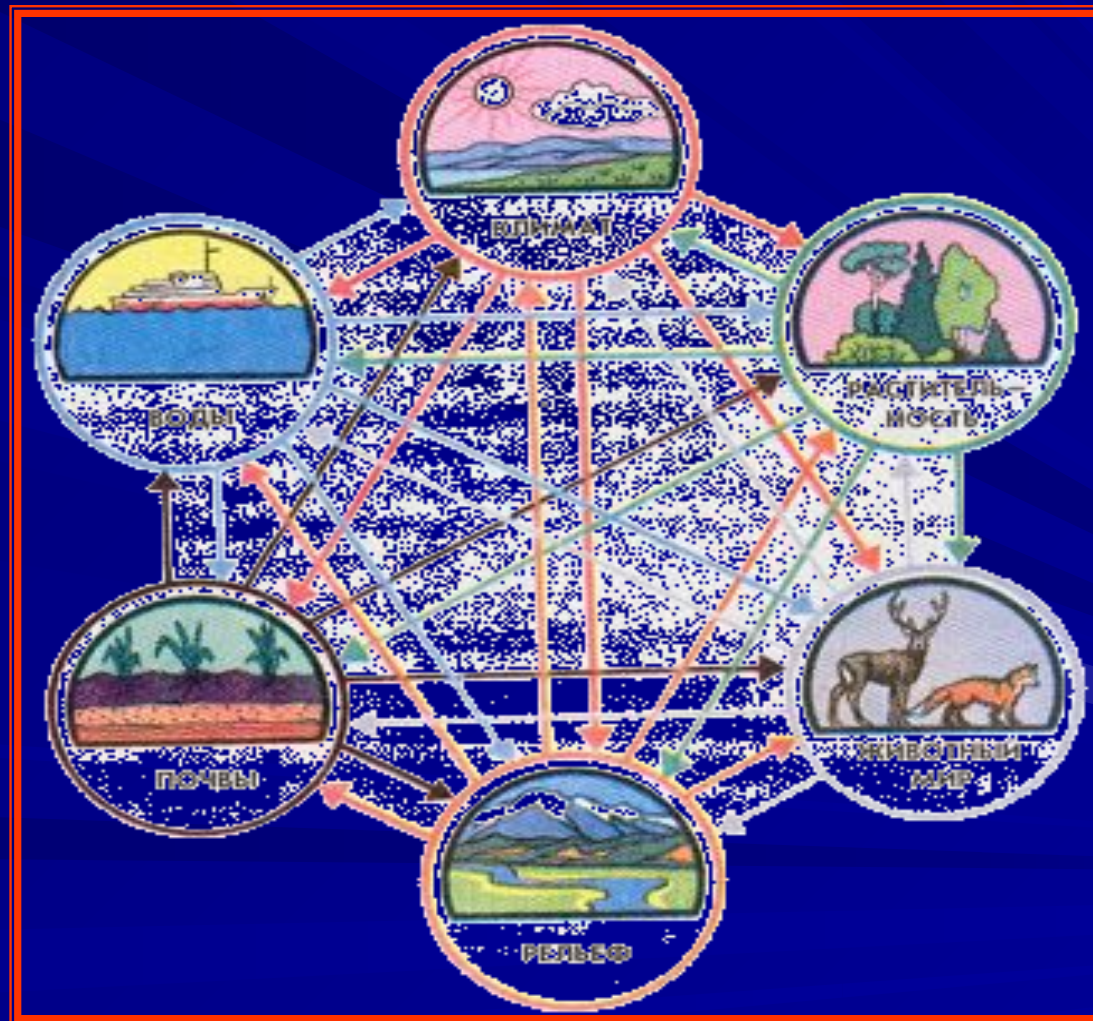 КЛИМАТ
ВОДЫ
РАСТИТЕЛЬ–
НОСТЬ
ПОЧВЫ
ЖИВОТНЫЙ
МИР
РЕЛЬЕФ